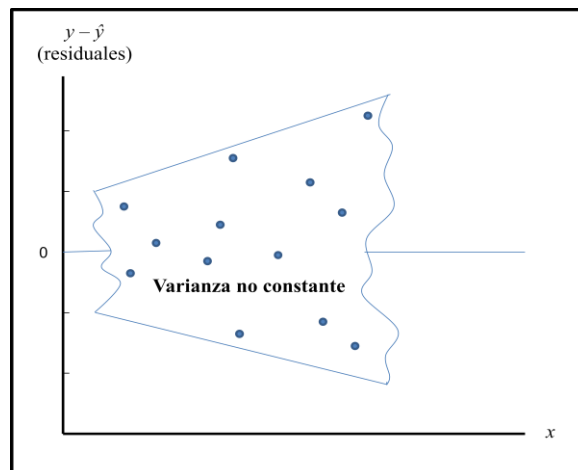 y – ŷ
(residuales)
0
Varianza no constante
x